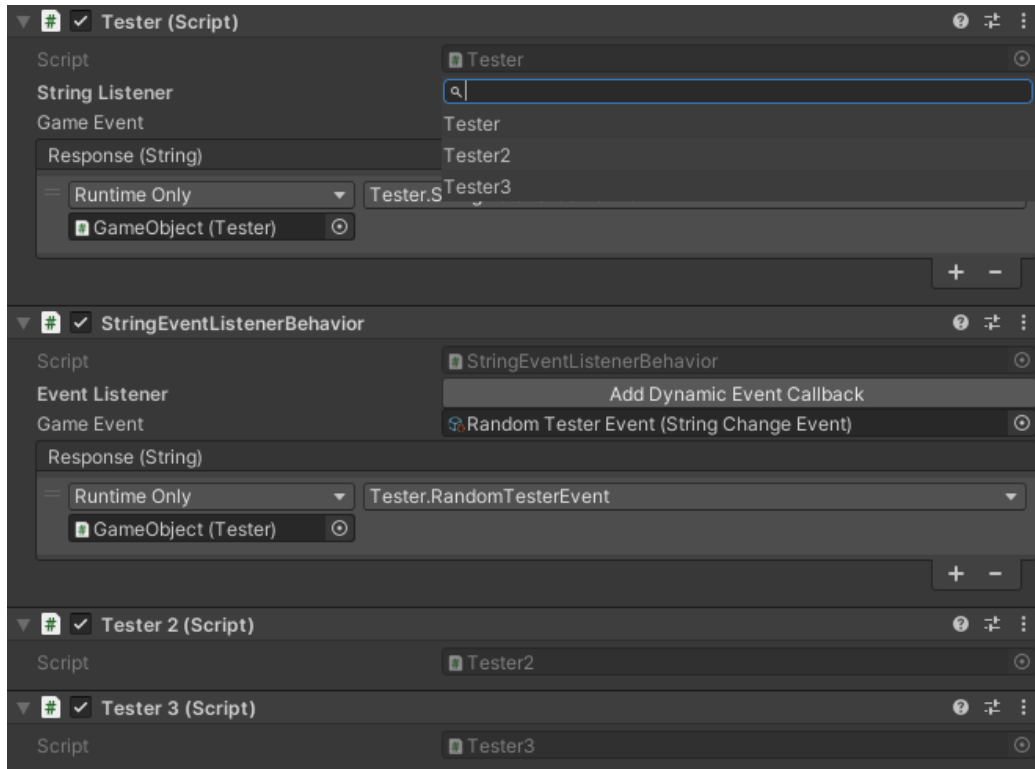 Tester (Script)
Script Tester
String Listener
Game Event Tester
Response (String) Tester2
Tester3
Runtime Only Tester.S
GameObject (Tester)
+ -
StringEventListenerBehavior
Script StringEventListenerBehavior
Event Listener Add Dynamic Event Callback
Game Event Random Tester Event (String Change Event)
Response (String)
Runtime Only Tester.RandomTesterEvent
GameObject (Tester)
+ -
Tester 2 (Script)
Script Tester2
Tester 3 (Script)
Script Tester3